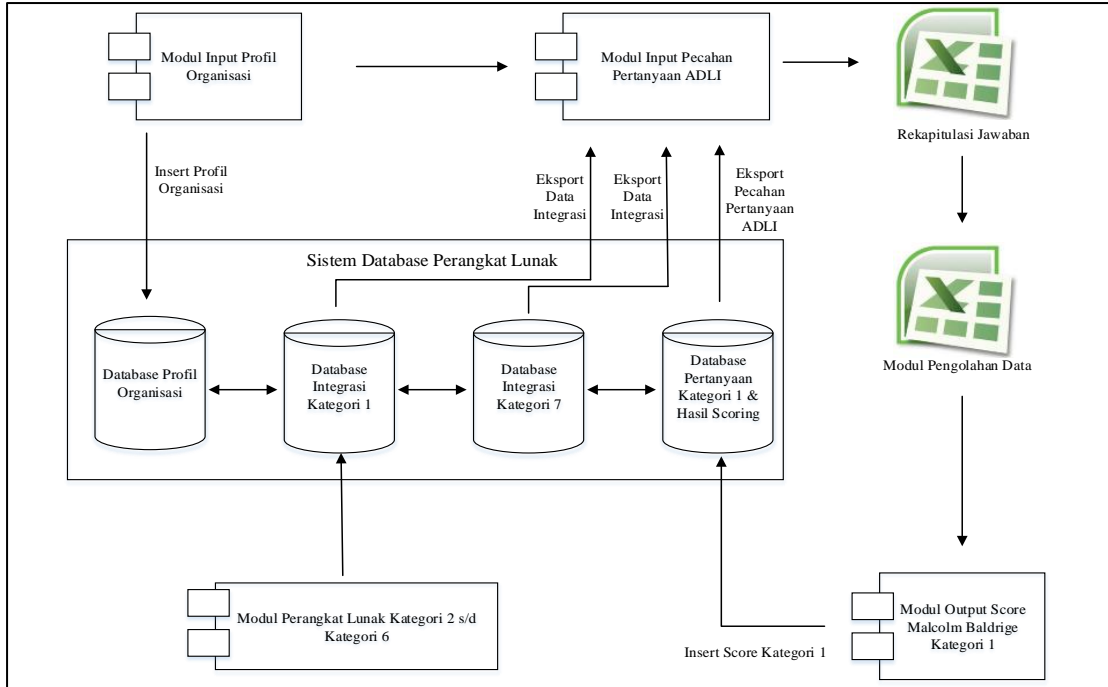 Modul Input Profil
Organisasi
Modul Input Pecahan
Pertanyaan ADLI
Rekapitulasi Jawaban
Insert Profil
Organisasi
Eksport
Data
Integrasi
Eksport
Data
Integrasi
Eksport
Pecahan
Pertanyaan
ADLI
Sistem Database Perangkat Lunak
Database Profil
Organisasi
Database
Integrasi
Kategori 1
Database
Integrasi
Kategori 7
Database
Pertanyaan
Kategori 1 &
Hasil Scoring
Modul Pengolahan Data
Modul Perangkat Lunak Kategori 2 s/d
Kategori 6
Insert Score Kategori 1
Modul Output Score
Malcolm Baldrige
Kategori 1